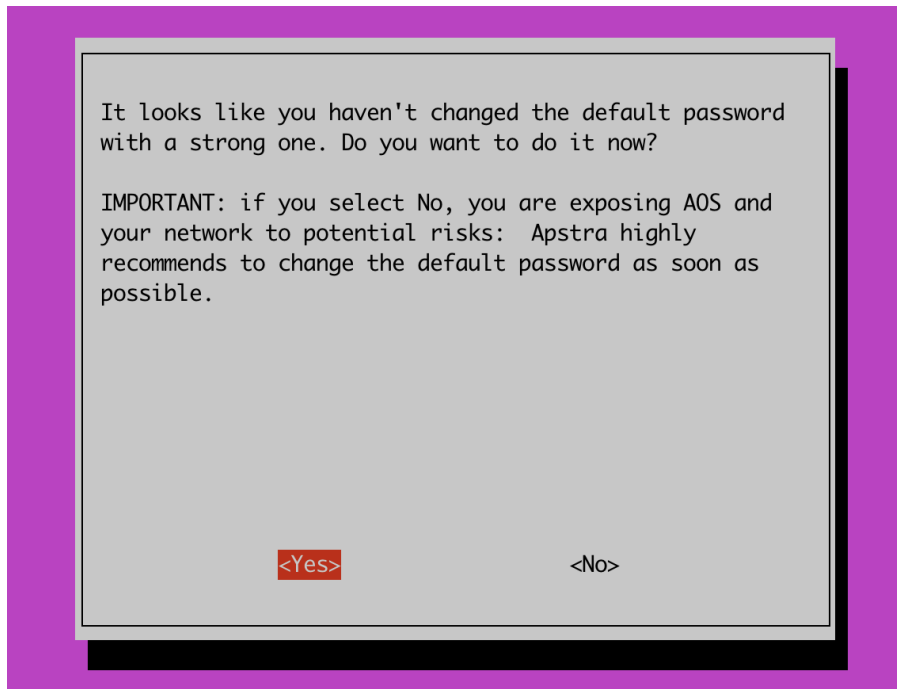 It looks like you haven't changed the default password
with a strong one. Do you want to do it now?
IMPORTANT: if you select No, you are exposing AOS and
your network to potential risks:  Apstra highly
recommends to change the default password as soon as
possible.
<Yes> <No>